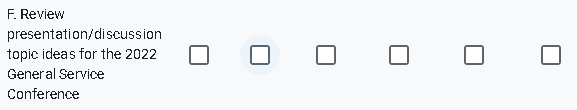 F. Review
presentation/discussion
topic ideas for the 2022
General Service
Conference